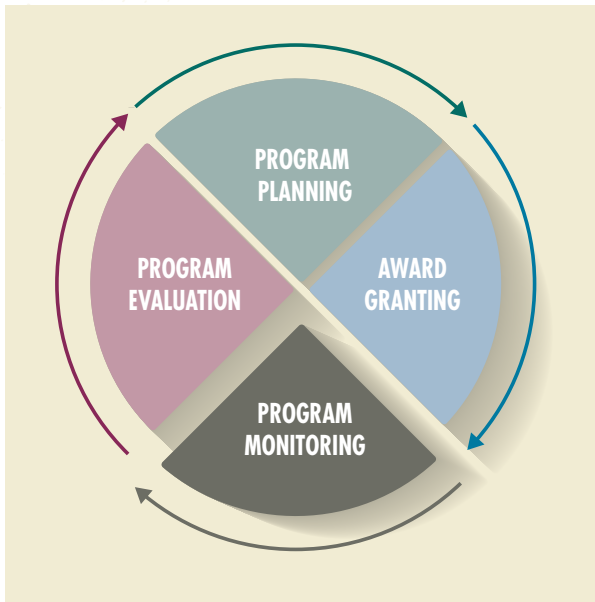 PROGRAM
PLANNING
AWARD
GRANTING
PROGRAM
MONITORING
PROGRAM
EVALUATION